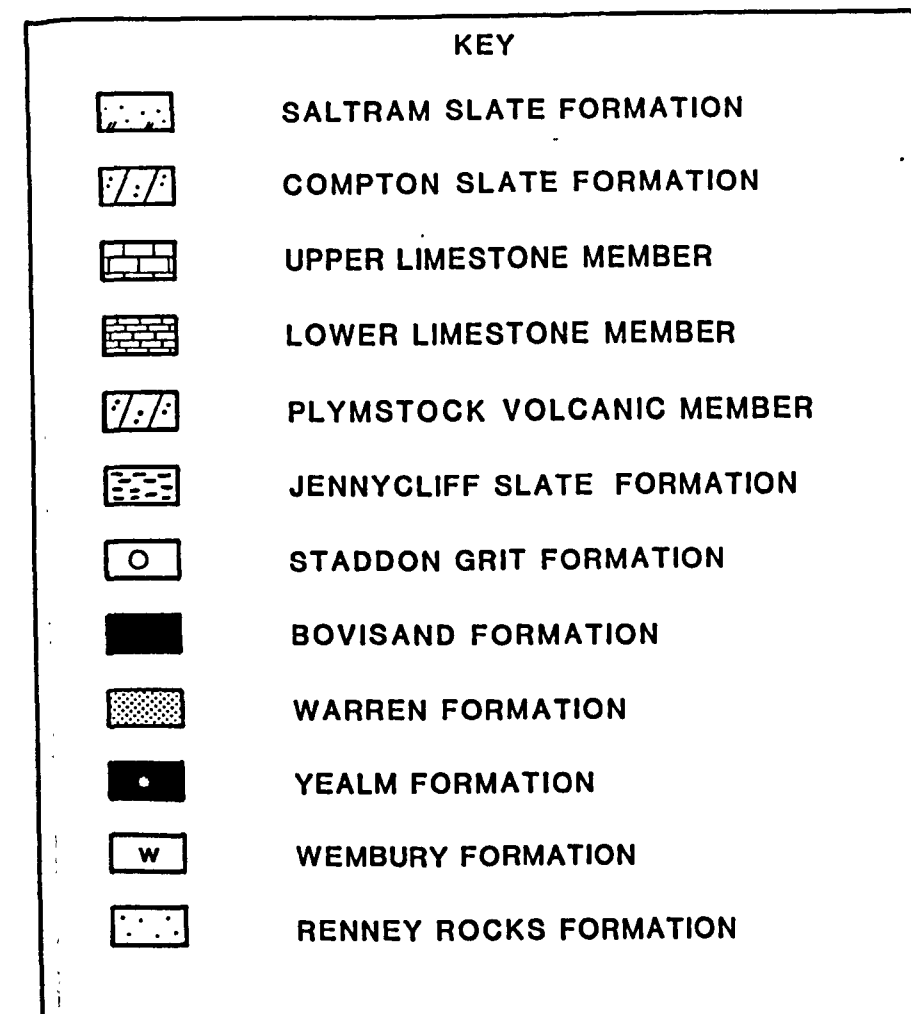 KEY
SALTRAM SLATE FORMATION
COMPTON SLATE FORMATION
UPPER LIMESTONE MEMBER
LOWER LIMESTONE MEMBER
PLYMSTOCK VOLCANIC MEMBER
JENNYCLIFF SLATE FORMATION
O STADDON GRIT FORMATION
BOVISAND FORMATION
WARREN FORMATION
YEALM FORMATION
W WEMBURY FORMATION
RENNEY ROCKS FORMATION